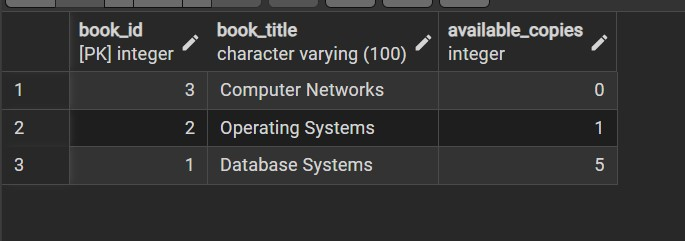 book_id book_title available_copies
[PK] integer character varying (100) integer
1 3 Computer Networks 0
2 2 Operating Systems 1
3 1 Database Systems 5